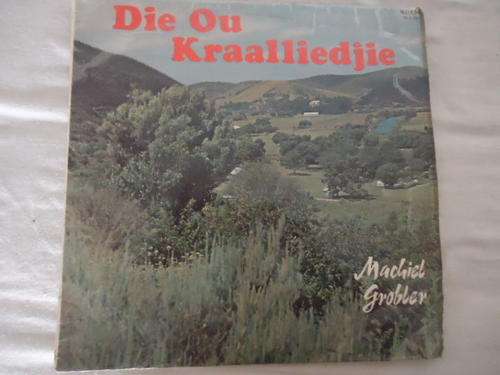 Die Ou
Kraalliedjie
Machiel
Grobler